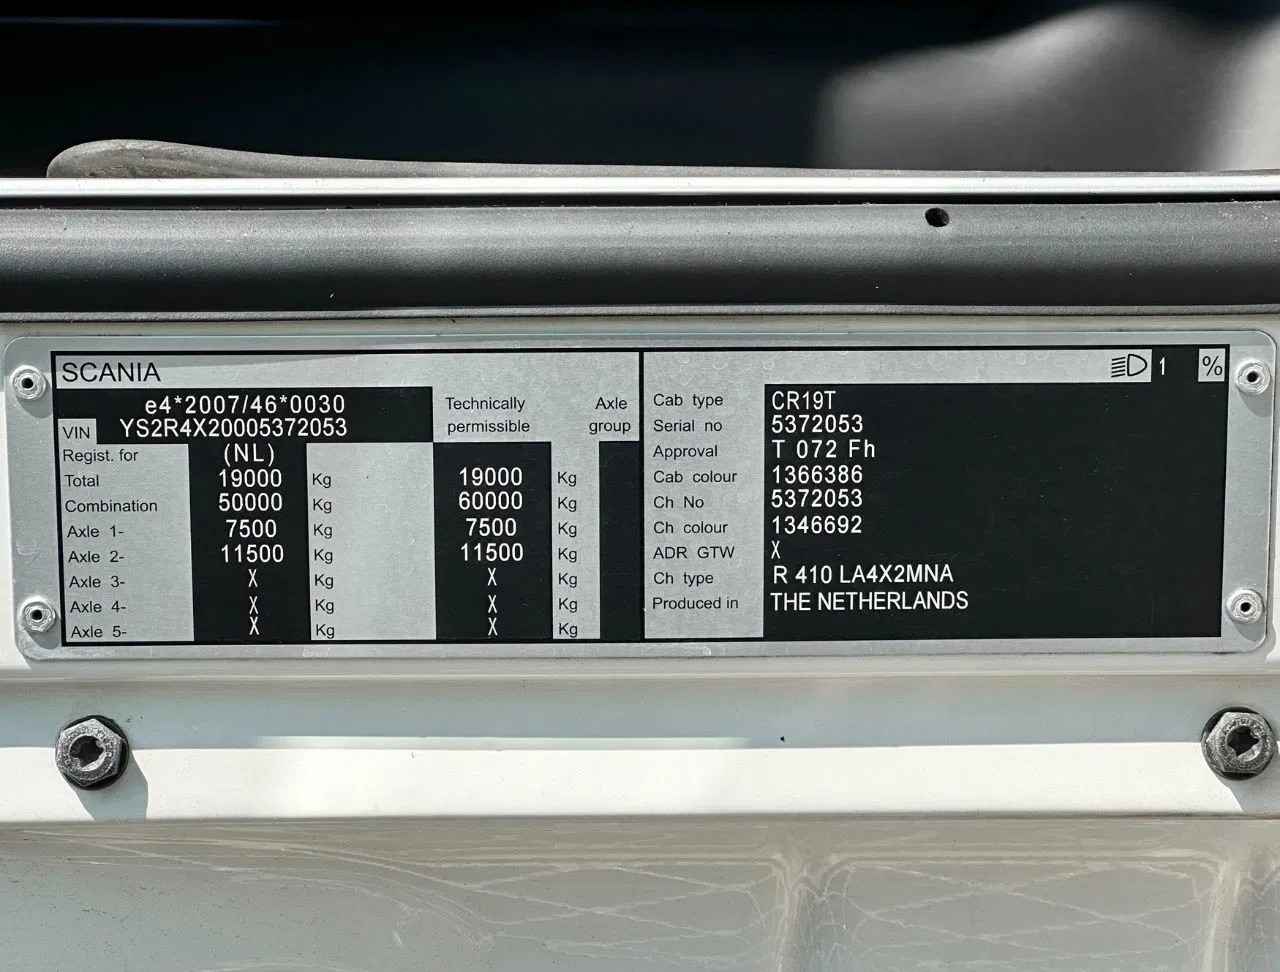 SCANIA
e4*2007/46*0030
VIN YS2R4X20005372053
Technically permissible
Axle group
Regist. for (NL)
Total 19000 Kg 19000 Kg
Combination 50000 Kg 60000 Kg
Axle 1- 7500 Kg 7500 Kg
Axle 2- 11500 Kg 11500 Kg
Axle 3- X Kg X Kg
Axle 4- X Kg X Kg
Axle 5- X Kg X Kg
1 %
Cab type CR19T
Serial no 5372053
Approval T 072 Fh
Cab colour 1366386
Ch No 5372053
Ch colour 1346692
ADR GTW X
Ch type R 410 LA4X2MNA
Produced in THE NETHERLANDS